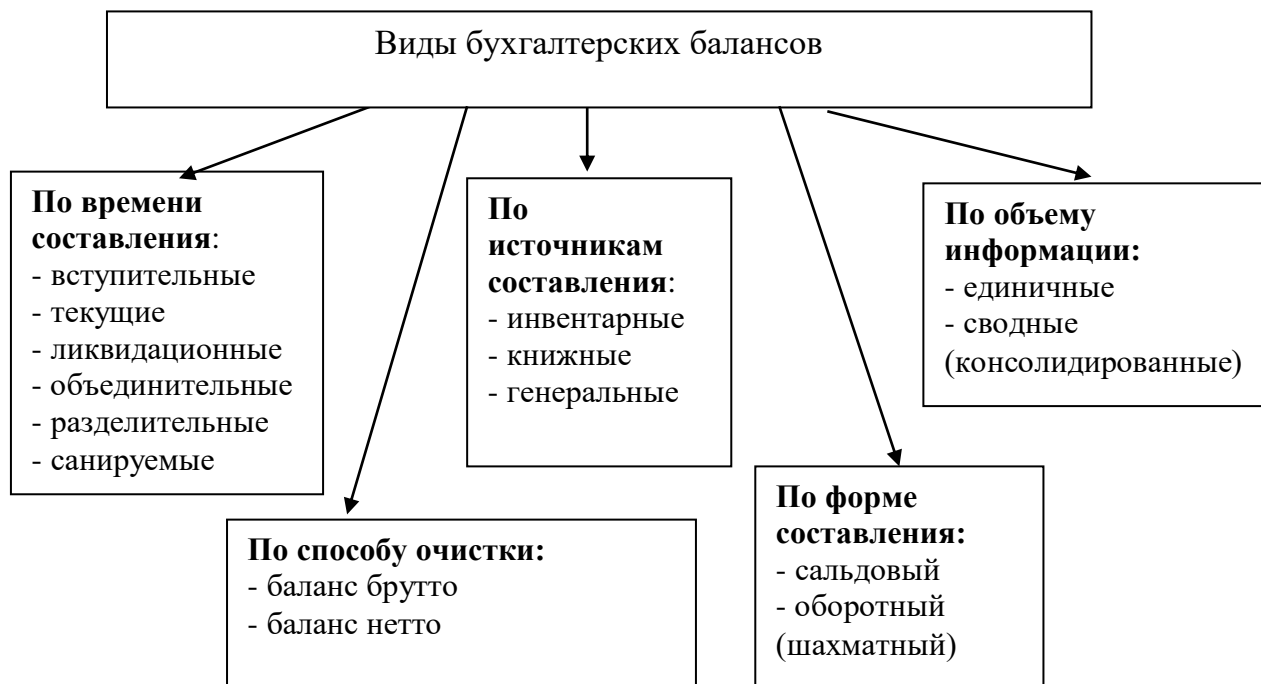 Виды бухгалтерских балансов
По времени
составления:
- вступительные
- текущие
- ликвидационные
- объединительные
- разделительные
- санируемые
По способу очистки:
- баланс брутто
- баланс нетто
По
источникам
составления:
- инвентарные
- книжные
- генеральные
По форме
составления:
- сальдовый
- оборотный
(шахматный)
По объему
информации:
- единичные
- сводные
(консолидированные)